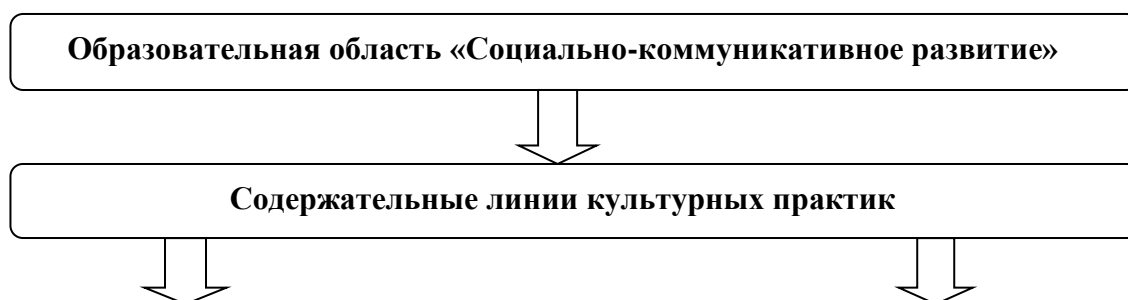 Образовательная область «Социально-коммуникативное развитие»
Содержательные линии культурных практик